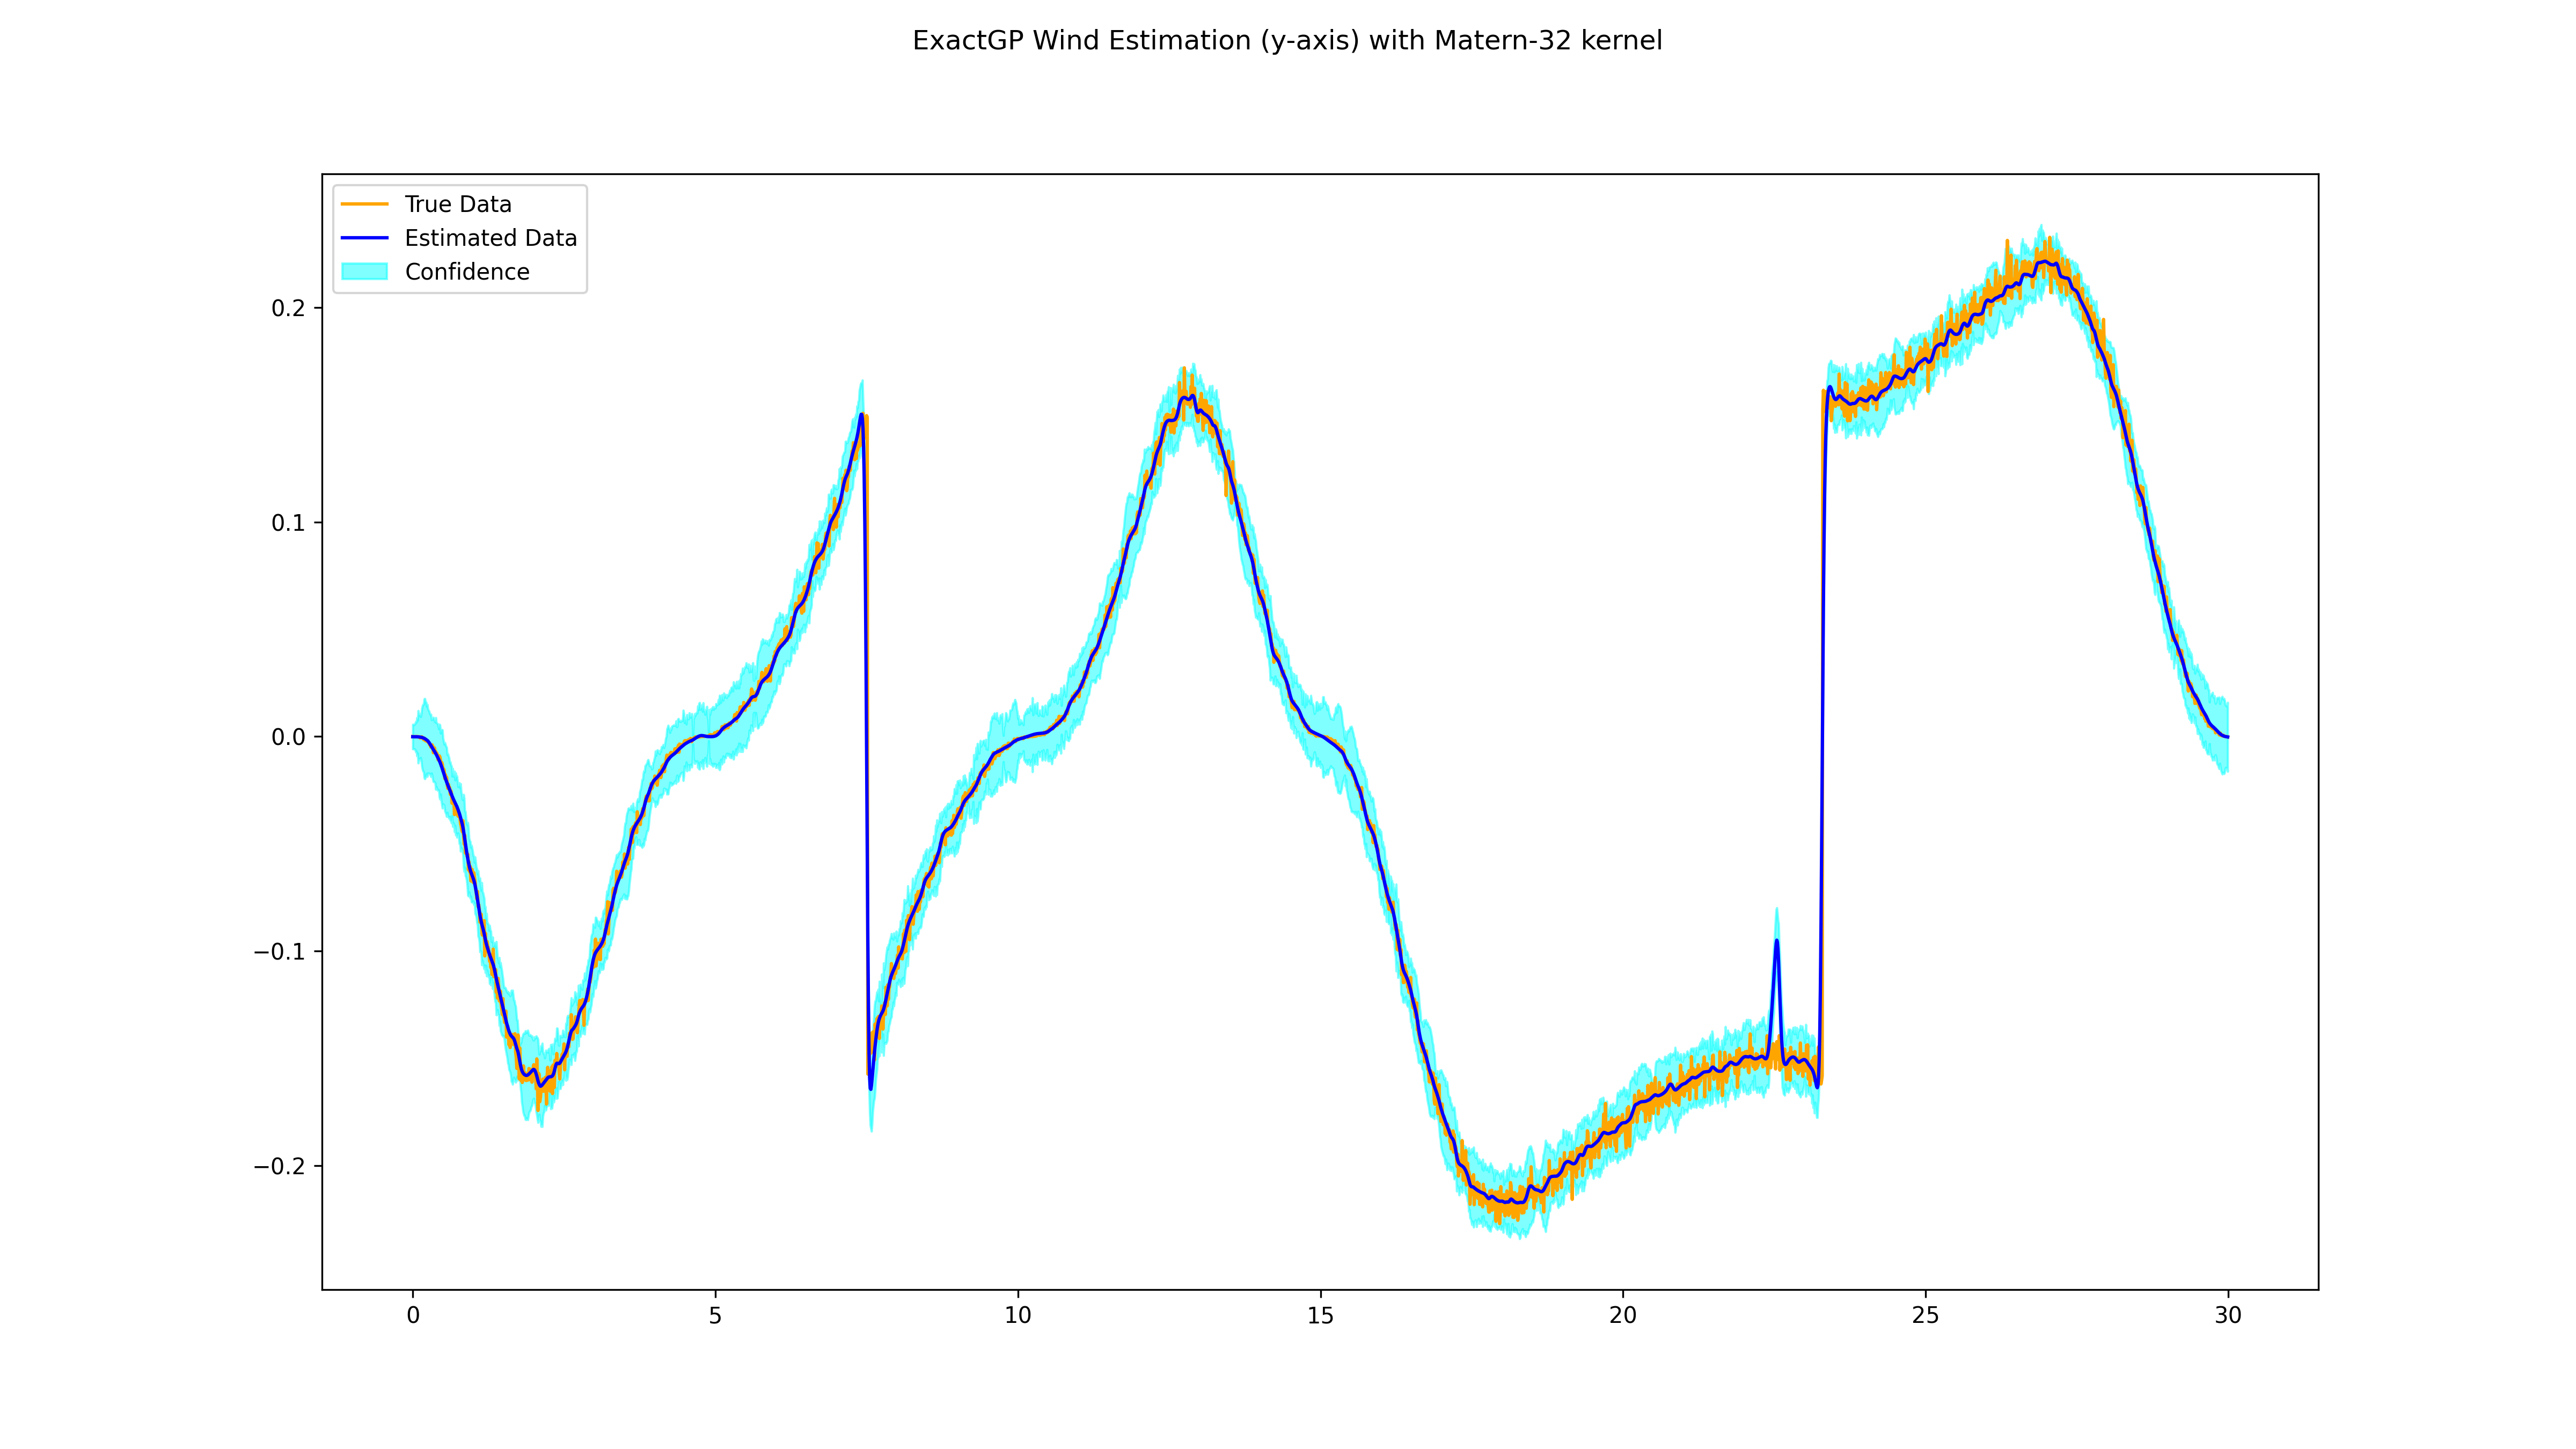 ExactGP Wind Estimation (y-axis) with Matern-32 kernel
True Data
Estimated Data
Confidence
0.2
0.1
0.0
−0.1
−0.2
0 5 10 15 20 25 30